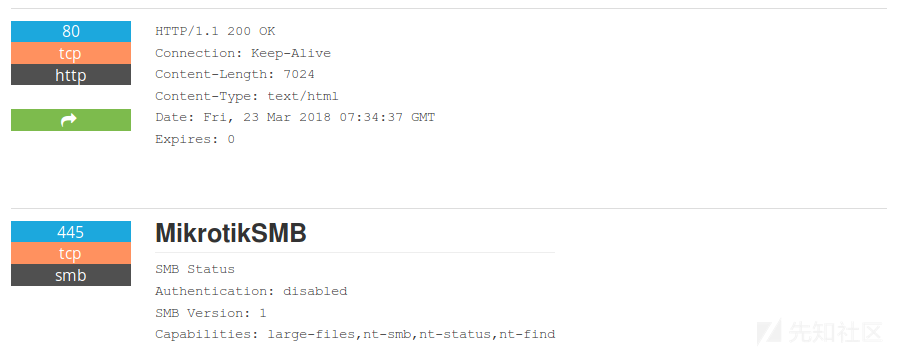 80
tcp
http
HTTP/1.1 200 OK
Connection: Keep-Alive
Content-Length: 7024
Content-Type: text/html
Date: Fri, 23 Mar 2018 07:34:37 GMT
Expires: 0
445
tcp
smb
MikrotikSMB
SMB Status
Authentication: disabled
SMB Version: 1
Capabilities: large-files,nt-smb,nt-status,nt-find
先知社区